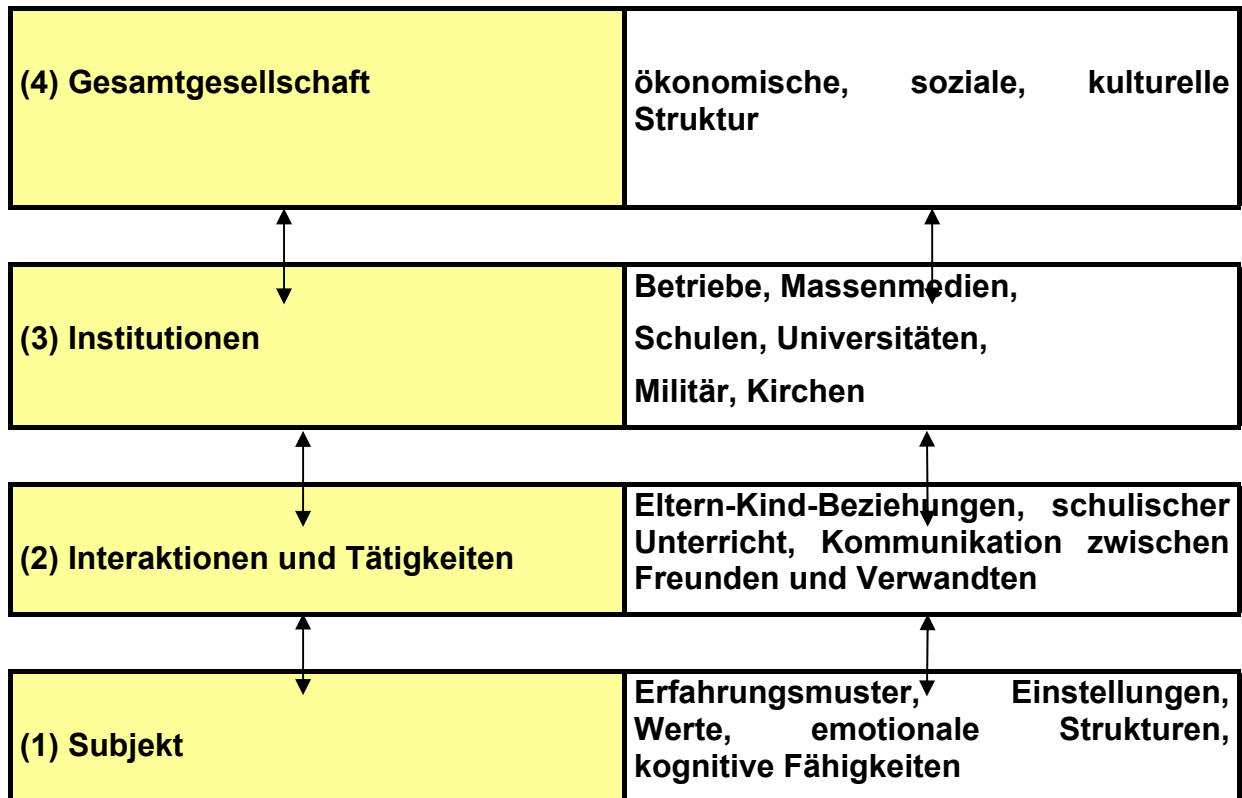 (4) Gesamtgesellschaft
ökonomische, soziale, kulturelle
Struktur
(3) Institutionen
Betriebe, Massenmedien,
Schulen, Universitäten,
Militär, Kirchen
(2) Interaktionen und Tätigkeiten
Eltern-Kind-Beziehungen, schulischer
Unterricht, Kommunikation zwischen
Freunden und Verwandten
(1) Subjekt
Erfahrungsmuster, Einstellungen,
Werte, emotionale Strukturen,
kognitive Fähigkeiten